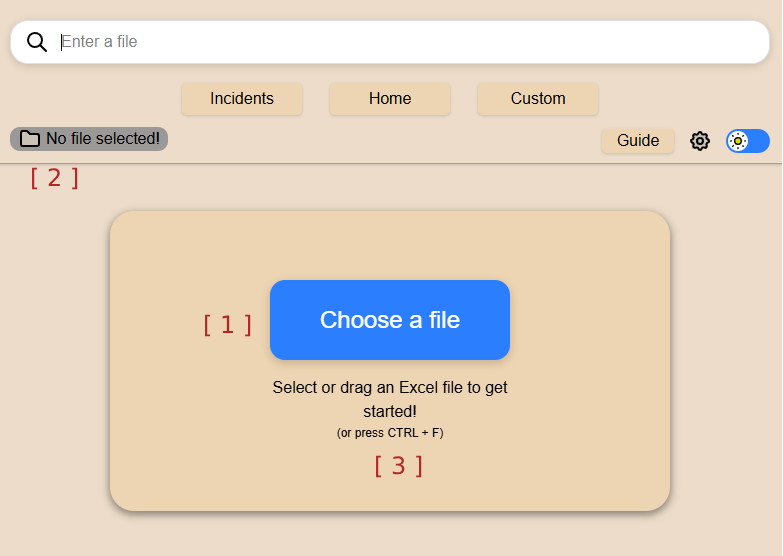 Enter a file
Incidents Home Custom
No file selected! Guide
[ 2 ]
[ 1 ] Choose a file
Select or drag an Excel file to get
started!
(or press CTRL + F)
[ 3 ]